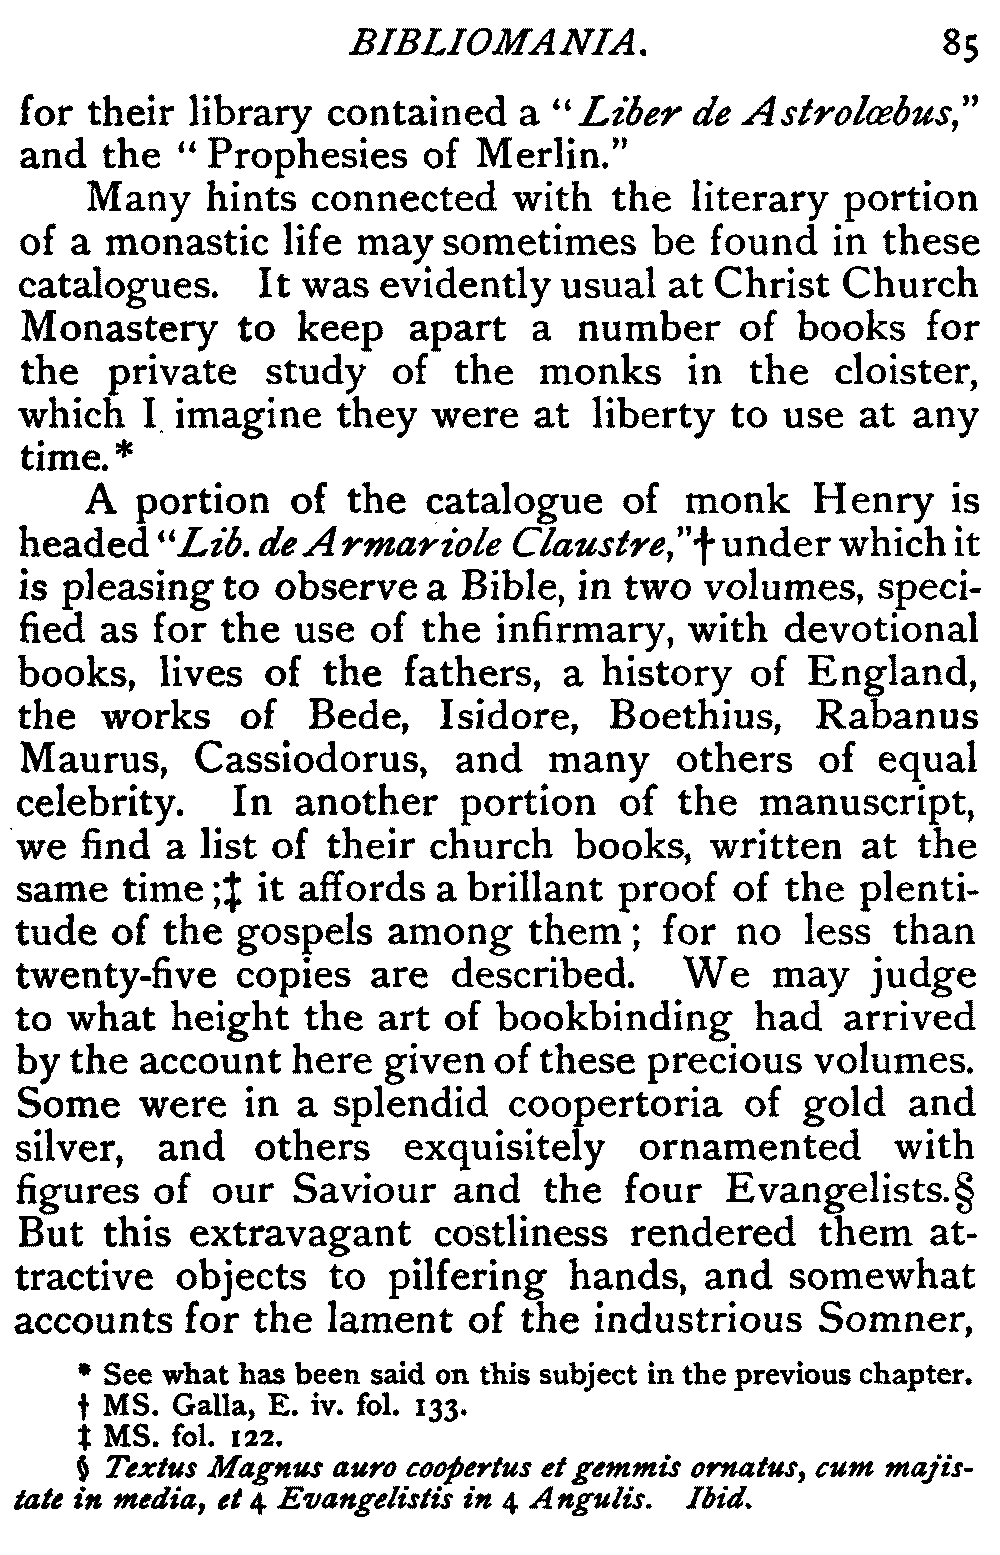 BIBLIOMANIA. 85
for their library contained a “ Liber de Astrolœbus,”
and the “ Prophesies of Merlin.”
Many hints connected with the literary portion
of a monastic life may sometimes be found in these
catalogues. It was evidently usual at Christ Church
Monastery to keep apart a number of books for
the private study of the monks in the cloister,
which I imagine they were at liberty to use at any
time.*
A portion of the catalogue of monk Henry is
headed “Lib. de Armariole Claustre,”† under which it
is pleasing to observe a Bible, in two volumes, speci-
fied as for the use of the infirmary, with devotional
books, lives of the fathers, a history of England,
the works of Bede, Isidore, Boethius, Rabanus
Maurus, Cassiodorus, and many others of equal
celebrity. In another portion of the manuscript,
we find a list of their church books, written at the
same time ;‡ it affords a brillant proof of the plenti-
tude of the gospels among them ; for no less than
twenty-five copies are described. We may judge
to what height the art of bookbinding had arrived
by the account here given of these precious volumes.
Some were in a splendid coopertoria of gold and
silver, and others exquisitely ornamented with
figures of our Saviour and the four Evangelists.§
But this extravagant costliness rendered them at-
tractive objects to pilfering hands, and somewhat
accounts for the lament of the industrious Somner,
* See what has been said on this subject in the previous chapter.
† MS. Galla, E. iv. fol. 133.
‡ MS. fol. 122.
§ Textus Magnus auro coopertus et gemmis ornatus, cum majis-
tate in media, et 4 Evangelistis in 4 Angulis. Ibid.